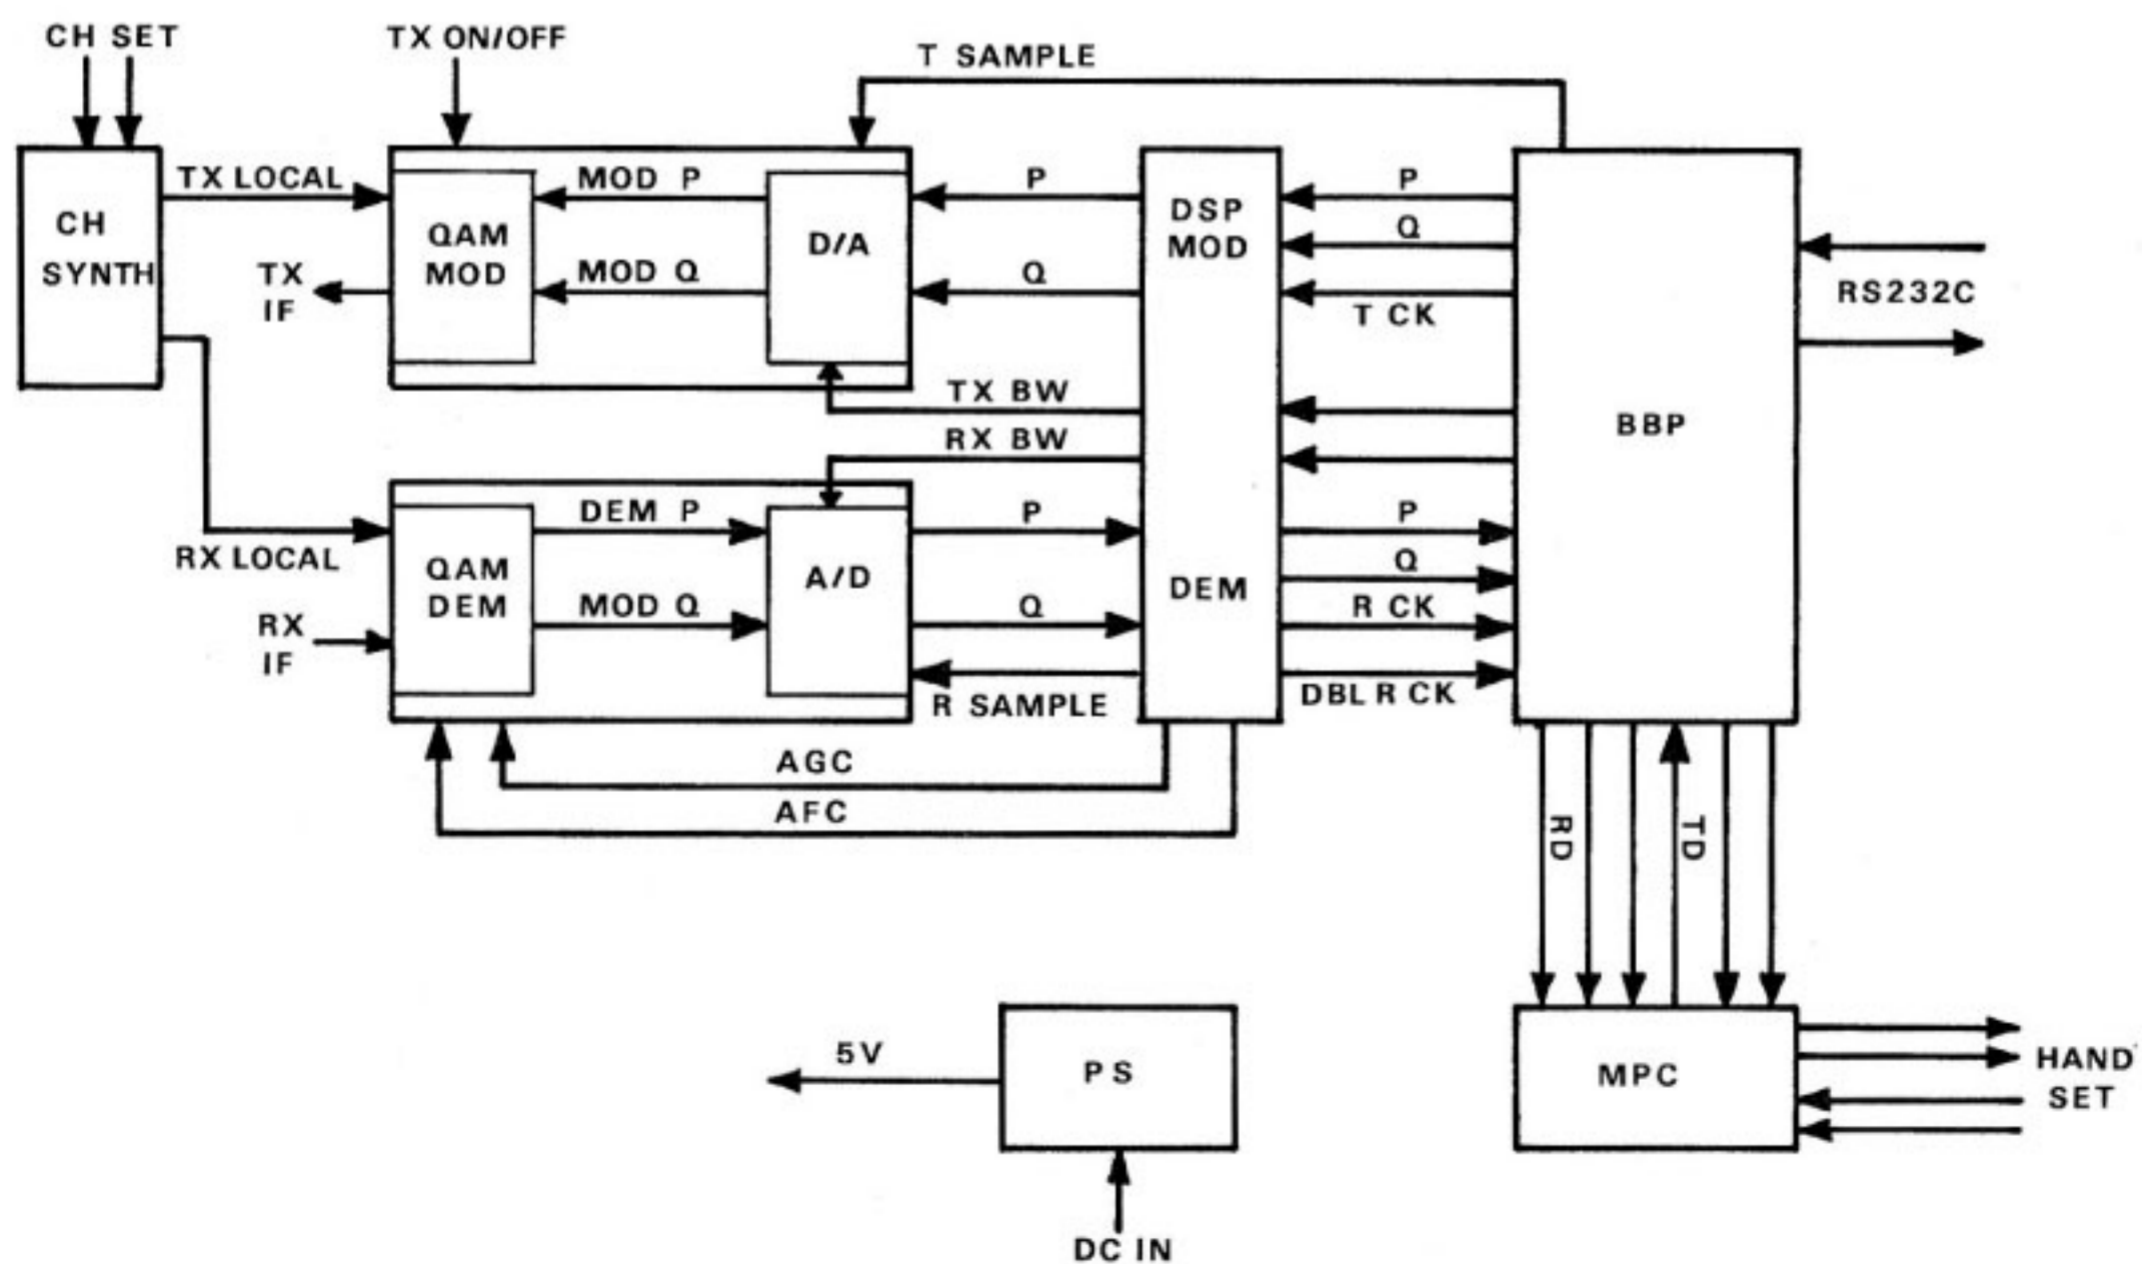 CH SET
TX ON/OFF
T SAMPLE
TX LOCAL
MOD P
P
DSP
MOD
P
CH
SYNTH
QAM
MOD
D/A
Q
TX
IF
MOD Q
Q
T CK
RS232C
TX BW
RX BW
BBP
DEM P
P
P
RX LOCAL
QAM
DEM
A/D
DEM
Q
RX
IF
MOD Q
Q
R CK
R SAMPLE
DBL R CK
AGC
AFC
RD
TD
5V
PS
MPC
HAND
SET
DC IN